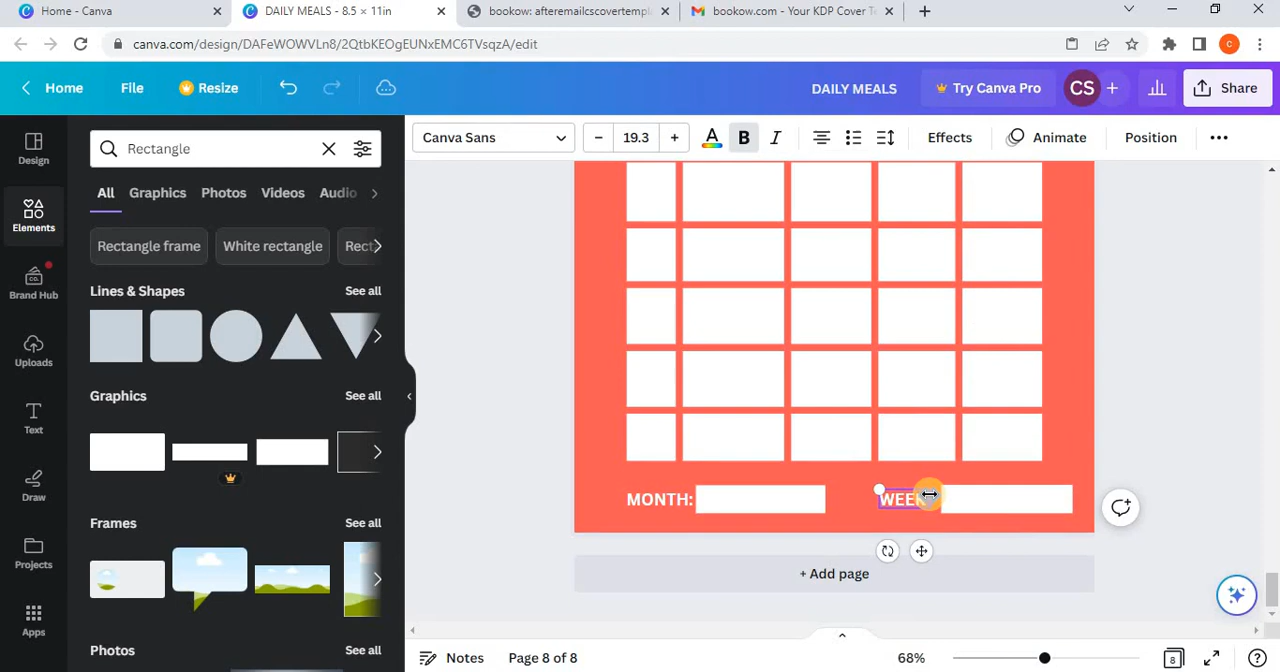 Home - Canva
DAILY MEALS - 8.5 × 11in
bookow: afteremailcscovertempl
bookow.com - Your KDP Cover Te
canva.com/design/DAFeWOWVLn8/2QtbKEOgEUNxEMC6TVsqzA/edit
C
Home File Resize DAILY MEALS CS Try Canva Pro Share
Canva Sans 19.3 A B I Effects Animate Position
Rectangle
All Graphics Photos Videos Audio
Rectangle frame White rectangle Rect
Lines & Shapes See all
Graphics See all
Frames See all
Photos See all
Design
Elements
CO.
Brand Hub
Uploads
Text
Draw
Projects
Apps
MONTH: WEEK
+ Add page
Notes Page 8 of 8 68% 8